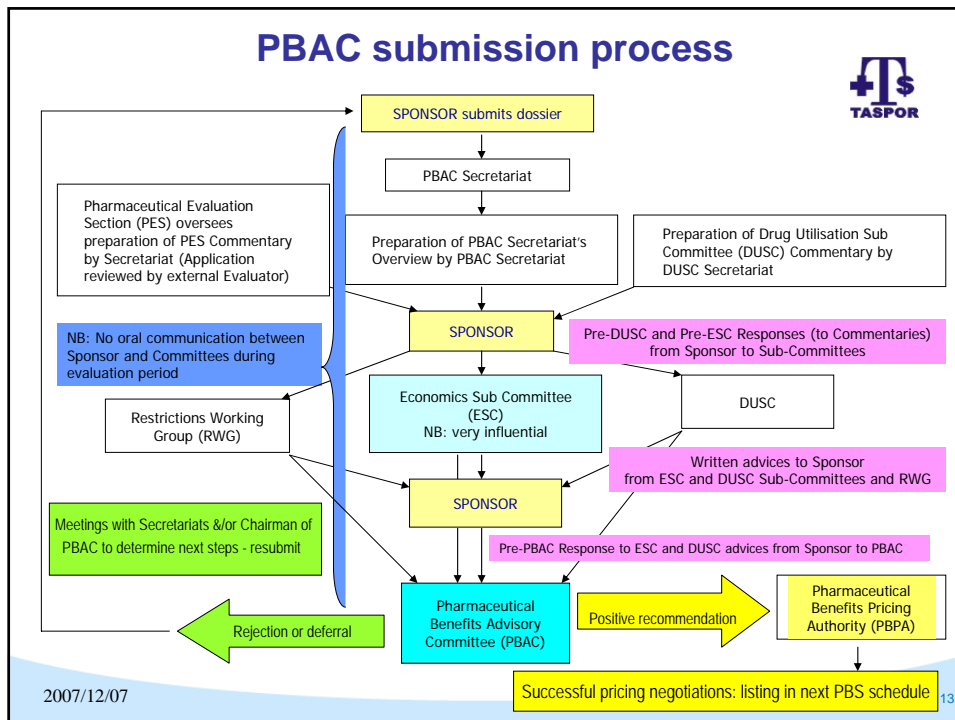 PBAC submission process
TASPOR
SPONSOR submits dossier
PBAC Secretariat
Pharmaceutical Evaluation
Section (PES) oversees
preparation of PES Commentary
by Secretariat (Application
reviewed by external Evaluator)
Preparation of PBAC Secretariat's
Overview by PBAC Secretariat
Preparation of Drug Utilisation Sub
Committee (DUSC) Commentary by
DUSC Secretariat
NB: No oral communication between
Sponsor and Committees during
evaluation period
SPONSOR
Pre-DUSC and Pre-ESC Responses (to Commentaries)
from Sponsor to Sub-Committees
Restrictions Working
Group (RWG)
Economics Sub Committee
(ESC)
NB: very influential
DUSC
Written advices to Sponsor
from ESC and DUSC Sub-Committees and RWG
SPONSOR
Meetings with Secretariats &/or Chairman of
PBAC to determine next steps - resubmit
Pre-PBAC Response to ESC and DUSC advices from Sponsor to PBAC
Rejection or deferral
Pharmaceutical
Benefits Advisory
Committee (PBAC)
Positive recommendation
Pharmaceutical
Benefits Pricing
Authority (PBPA)
Successful pricing negotiations: listing in next PBS schedule
2007/12/07
13